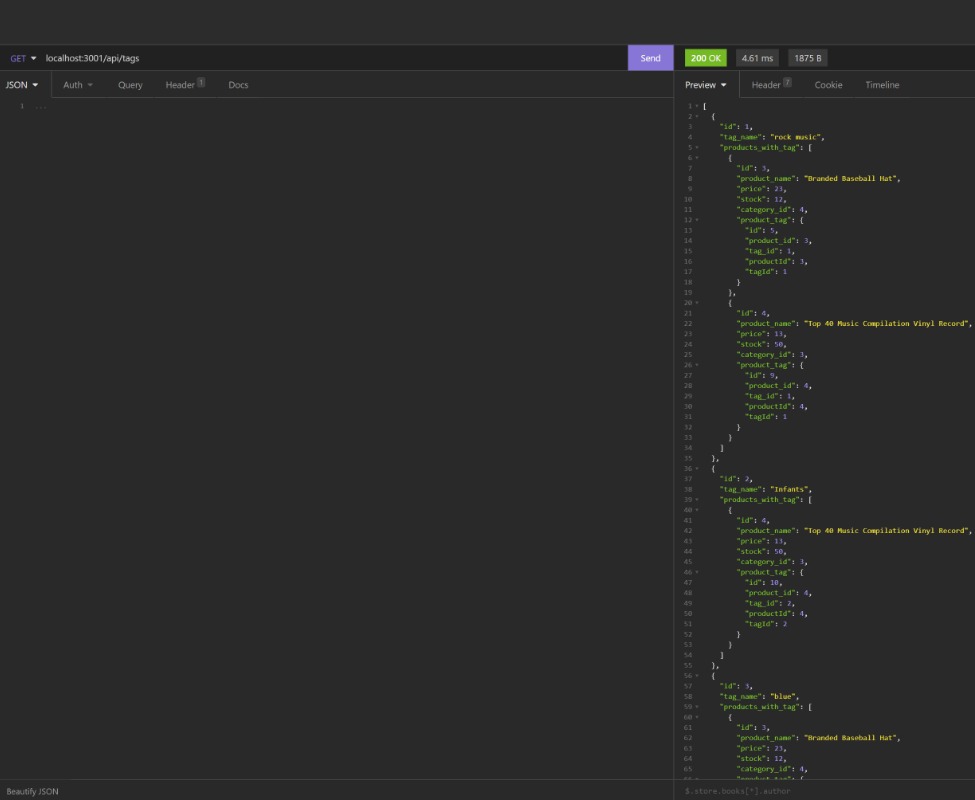 GET localhost:3001/api/tags Send 200 OK 4.61 ms 1875 B
JSON Auth Query Header 1 Docs Preview Header 7 Cookie Timeline
1 ...
1 [
2 {
3 "id": 1,
4 "tag_name": "rock music",
5 "products_with_tag": [
6 {
7 "id": 3,
8 "product_name": "Branded Baseball Hat",
9 "price": 23,
10 "stock": 12,
11 "category_id": 4,
12 "product_tag": {
13 "id": 5,
14 "product_id": 3,
15 "tag_id": 1,
16 "productId": 3,
17 "tagId": 1
18 }
19 },
20 {
21 "id": 4,
22 "product_name": "Top 40 Music Compilation Vinyl Record",
23 "price": 13,
24 "stock": 50,
25 "category_id": 3,
26 "product_tag": {
27 "id": 9,
28 "product_id": 4,
29 "tag_id": 1,
30 "productId": 4,
31 "tagId": 1
32 }
33 }
34 ]
35 },
36 {
37 "id": 2,
38 "tag_name": "Infants",
39 "products_with_tag": [
40 {
41 "id": 4,
42 "product_name": "Top 40 Music Compilation Vinyl Record",
43 "price": 13,
44 "stock": 50,
45 "category_id": 3,
46 "product_tag": {
47 "id": 10,
48 "product_id": 4,
49 "tag_id": 2,
50 "productId": 4,
51 "tagId": 2
52 }
53 }
54 ]
55 },
56 {
57 "id": 3,
58 "tag_name": "blue",
59 "products_with_tag": [
60 {
61 "id": 3,
62 "product_name": "Branded Baseball Hat",
63 "price": 23,
64 "stock": 12,
65 "category_id": 4,
Beautify JSON $.store.books[*].author